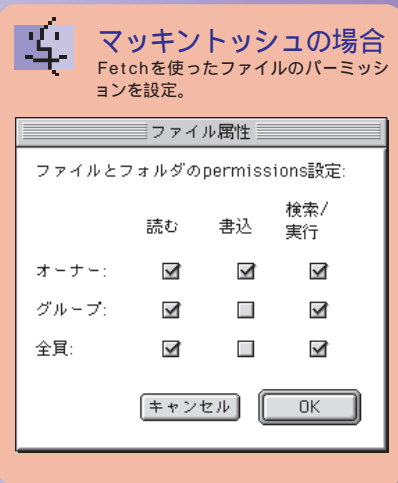 マッキントッシュの場合
Fetchを使ったファイルのパーミッシ
ョンを設定。
ファイル属性
ファイルとフォルダのpermissions設定:
読む 書込 検索/
実行
オーナー:
グループ:
全員:
キャンセル OK